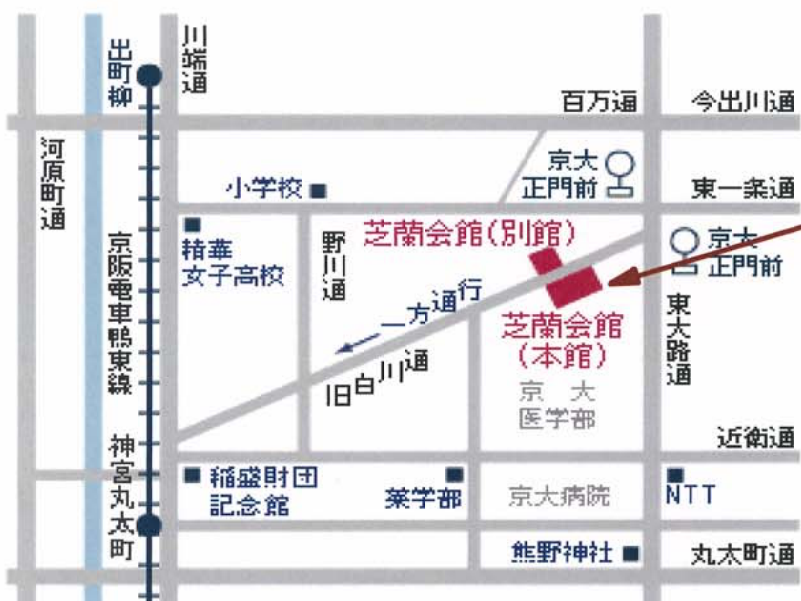 出町柳
川端通
百万遍
今出川通
河原町通
小学校
京大
正門前
東一条通
精華
女子高校
野川通
芝蘭会館(別館)
京大
正門前
京阪電車鴨東線
一方通行
旧白川通
芝蘭会館
(本館)
東大路通
京 大
医学部
近衛通
神宮丸太町
稲盛財団
記念館
薬学部
京大病院
NTT
熊野神社
丸太町通